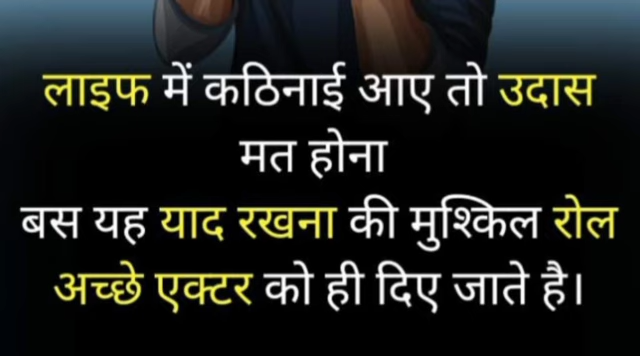 लाइफ में कठिनाई आए तो उदास
मत होना
बस यह याद रखना की मुश्किल रोल
अच्छे एक्टर को ही दिए जाते है।